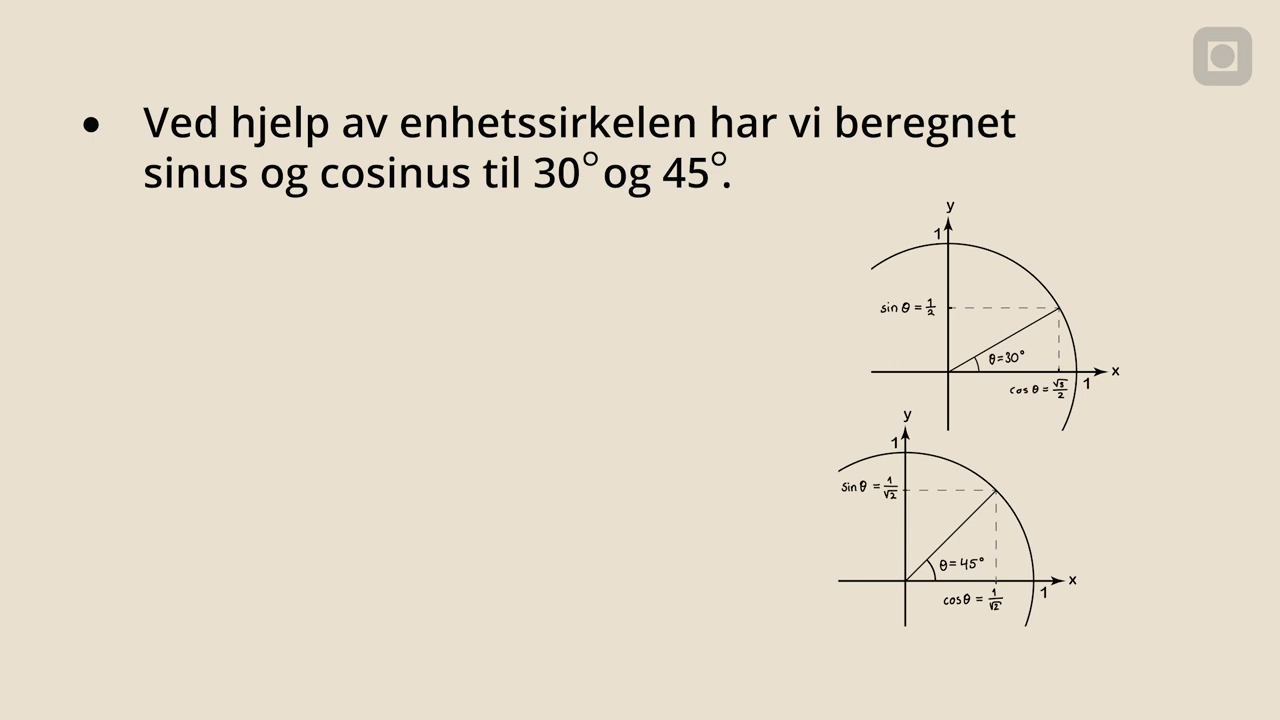 • Ved hjelp av enhetssirkelen har vi beregnet
sinus og cosinus til 30° og 45°.
y
1
sin θ = 1/2
θ=30°
x
cos θ = √3/2
1
y
1
sin θ = 1/√2
θ=45°
x
cos θ = 1/√2
1